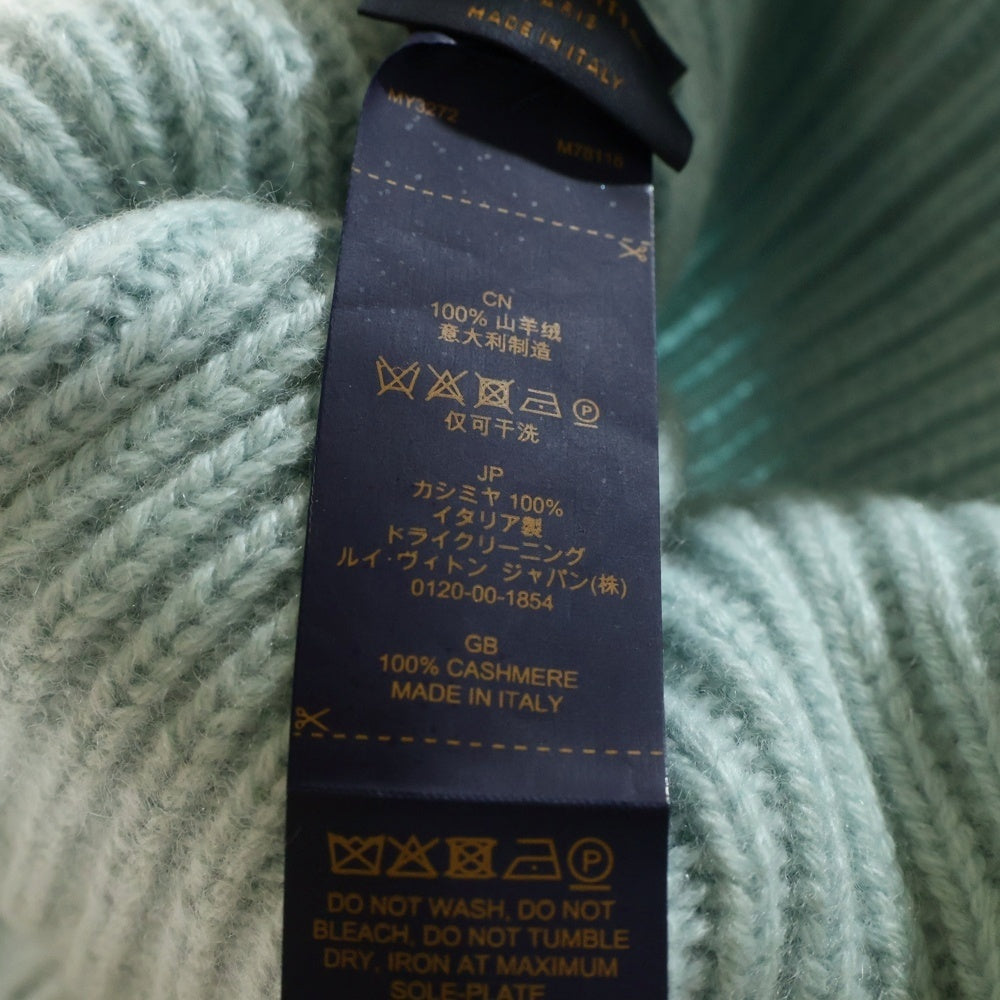 MADE IN ITALY
MY3272
M78118
CN
100% 山羊绒
意大利制造
仅可干洗
JP
カシミヤ 100%
イタリア製
ドライクリーニング
ルイ·ヴィトン ジャパン(株)
0120-00-1854
GB
100% CASHMERE
MADE IN ITALY
P
DO NOT WASH, DO NOT
BLEACH, DO NOT TUMBLE
DRY, IRON AT MAXIMUM
SOLE-PLATE